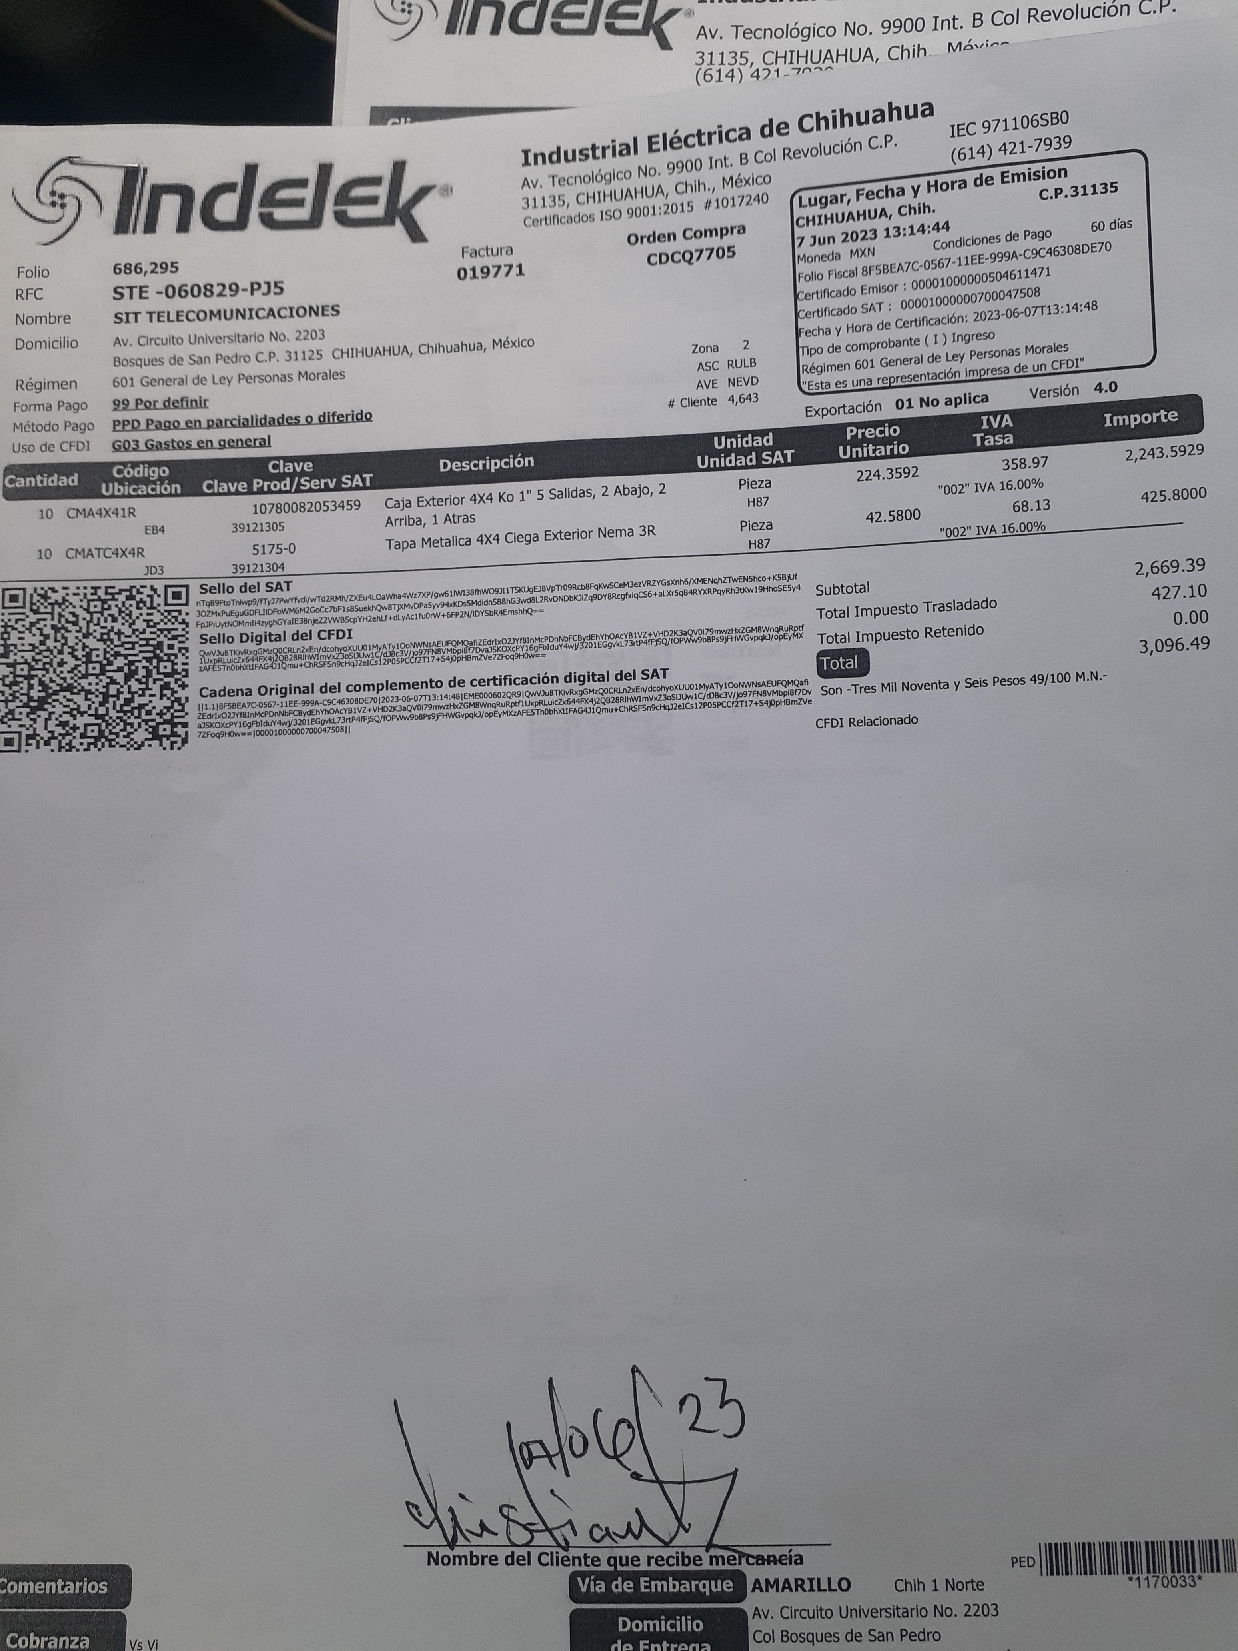 Indelek®
Av. Tecnológico No. 9900 Int. B Col Revolución C.P.
31135, CHIHUAHUA, Chih. México
(614) 421-7939
Indelek®
Industrial Eléctrica de Chihuahua
Av. Tecnológico No. 9900 Int. B Col Revolución C.P.
31135, CHIHUAHUA, Chih., México
Certificados ISO 9001:2015 #1017240
IEC 971106SB0
(614) 421-7939
Factura
019771
Orden Compra
CDCQ7705
Lugar, Fecha y Hora de Emision
CHIHUAHUA, Chih. C.P.31135
7 Jun 2023 13:14:44
Moneda MXN Condiciones de Pago 60 días
Folio Fiscal 8F5BEA7C-0567-11EE-999A-C9C46308DE70
Certificado Emisor : 00001000000504611471
Certificado SAT : 00001000000700047508
Fecha y Hora de Certificación: 2023-06-07T13:14:48
Tipo de comprobante ( I ) Ingreso
Régimen 601 General de Ley Personas Morales
"Esta es una representación impresa de un CFDI"
Folio 686,295
RFC STE -060829-PJ5
Nombre SIT TELECOMUNICACIONES
Domicilio Av. Circuito Universitario No. 2203
Bosques de San Pedro C.P. 31125 CHIHUAHUA, Chihuahua, México
Régimen 601 General de Ley Personas Morales
Forma Pago 99 Por definir
Método Pago PPD Pago en parcialidades o diferido
Uso de CFDI G03 Gastos en general
Zona 2
ASC RULB
AVE NEVD
# Cliente 4,643
Exportación 01 No aplica Versión 4.0
Cantidad Código Ubicación Clave Clave Prod/Serv SAT Descripción Unidad Unidad SAT Precio Unitario IVA Tasa Importe
10 CMA4X41R 10780082053459 Caja Exterior 4X4 Ko 1" 5 Salidas, 2 Abajo, 2 Pieza 224.3592 358.97 2,243.5929
EB4 39121305 Arriba, 1 Atras H87 "002" IVA 16.00%
10 CMATC4X4R 5175-0 Tapa Metalica 4X4 Ciega Exterior Nema 3R Pieza 42.5800 68.13 425.8000
JD3 39121304 H87 "002" IVA 16.00%
Sello del SAT
Sello Digital del CFDI
Cadena Original del complemento de certificación digital del SAT
Subtotal 2,669.39
Total Impuesto Trasladado 427.10
Total Impuesto Retenido 0.00
Total 3,096.49
Son -Tres Mil Noventa y Seis Pesos 49/100 M.N.-
CFDI Relacionado
07/06/23
Nombre del Cliente que recibe mercancía
PED
*1170033*
Comentarios
Vía de Embarque AMARILLO Chih 1 Norte
Domicilio de Entrega
Av. Circuito Universitario No. 2203
Col Bosques de San Pedro
Cobranza Vs Vi